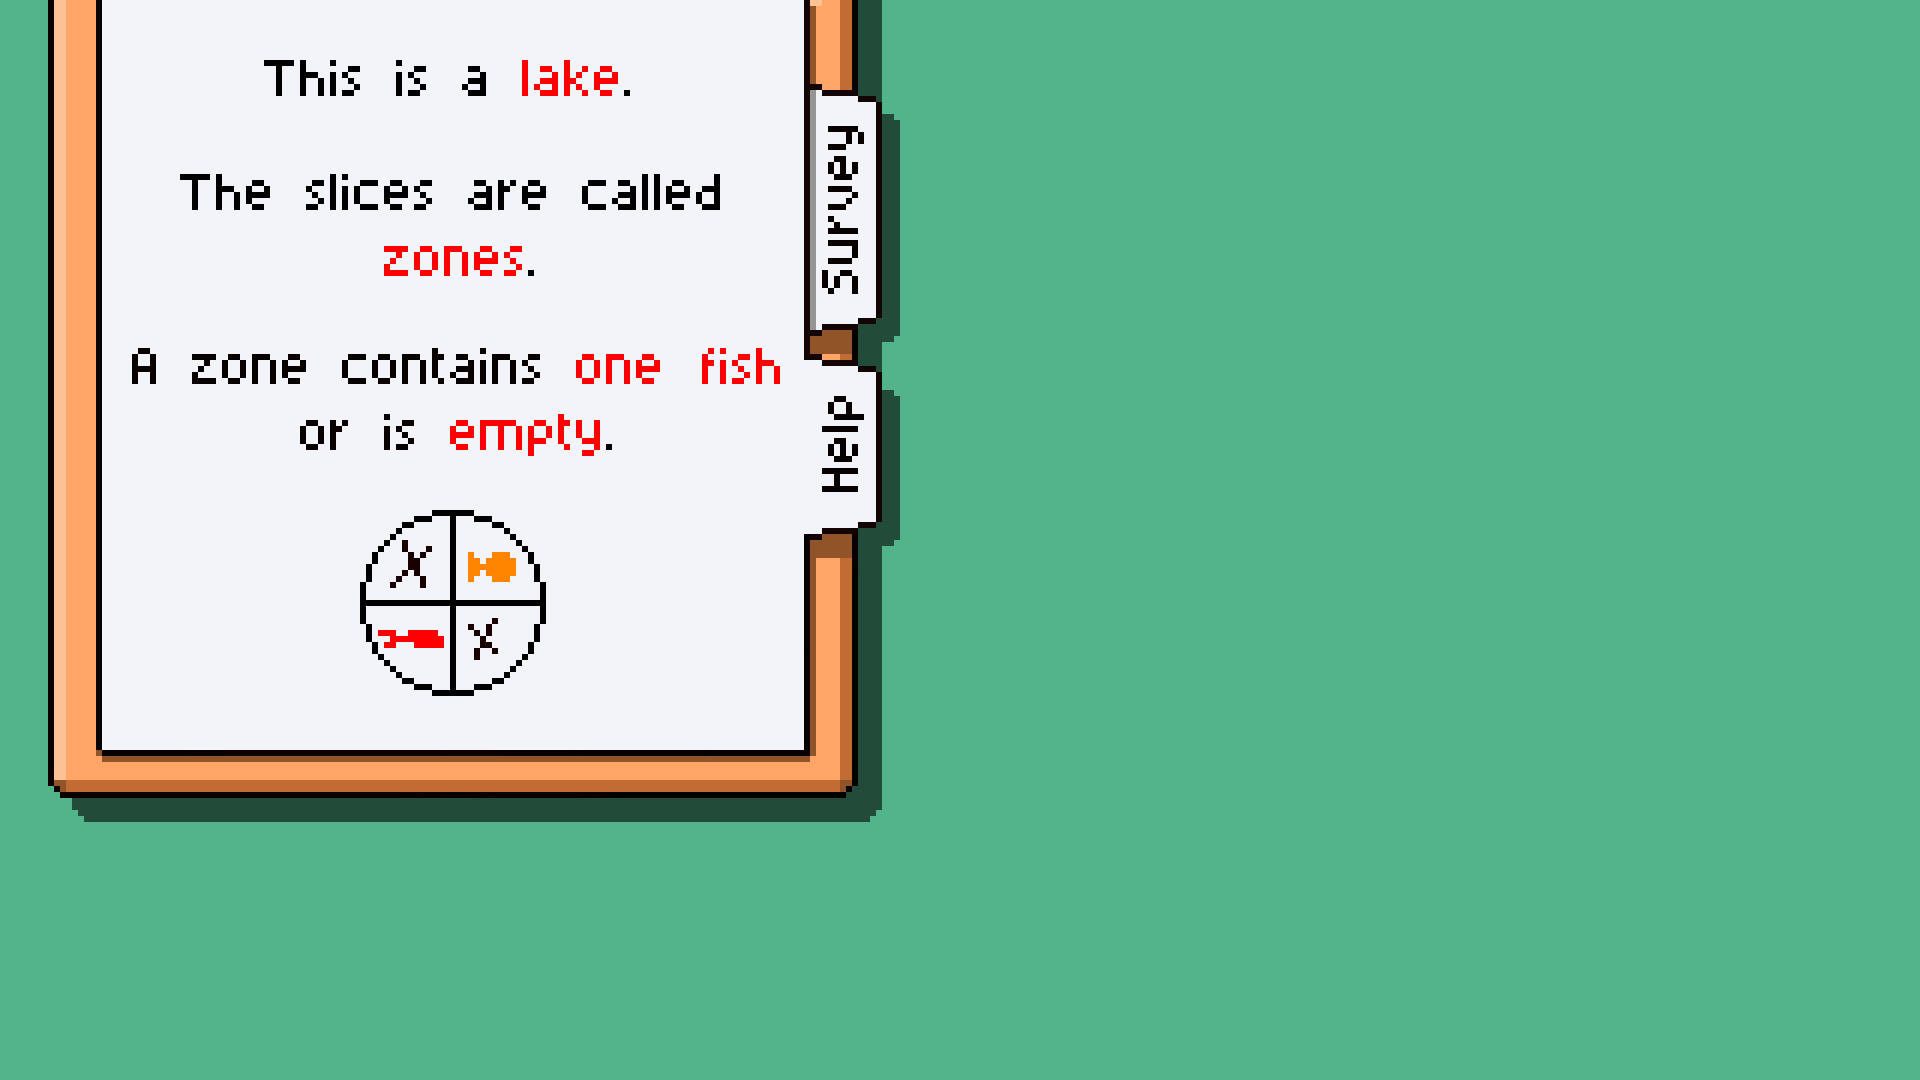 This is a lake.
The slices are called
zones.
A zone contains one fish
or is empty.
Survey
Help